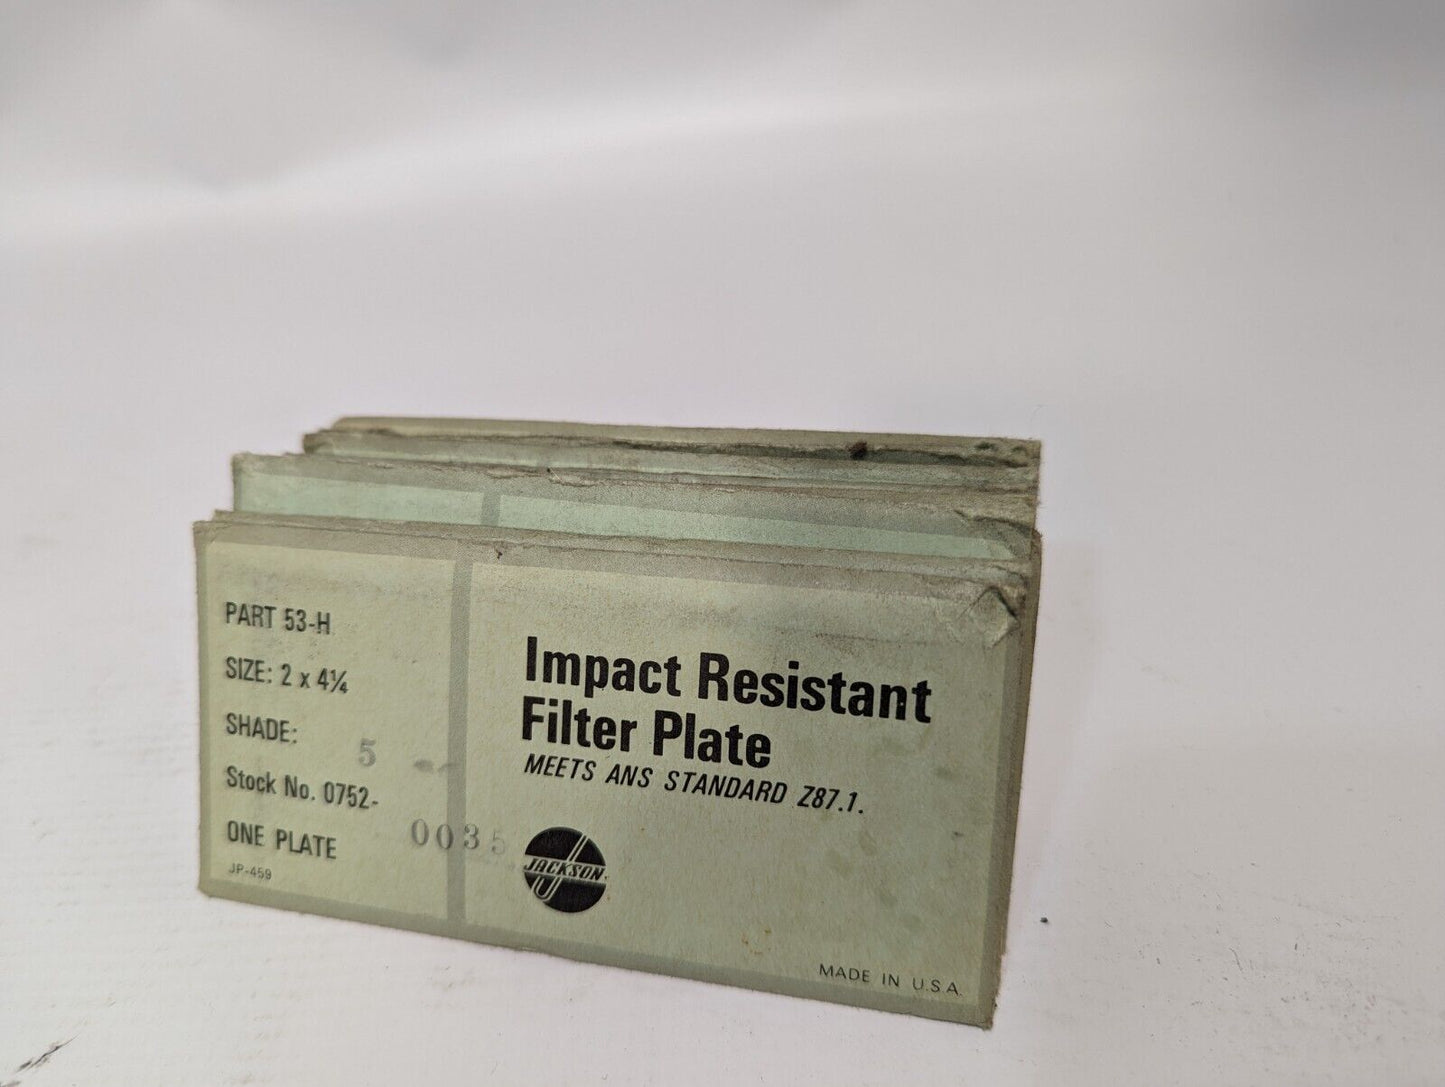 PART 53-H
SIZE: 2 x 4¼
SHADE: 5
Stock No. 0752-
0035
ONE PLATE
JP-459
Impact Resistant
Filter Plate
MEETS ANS STANDARD Z87.1.
JACKSON
MADE IN U.S.A.